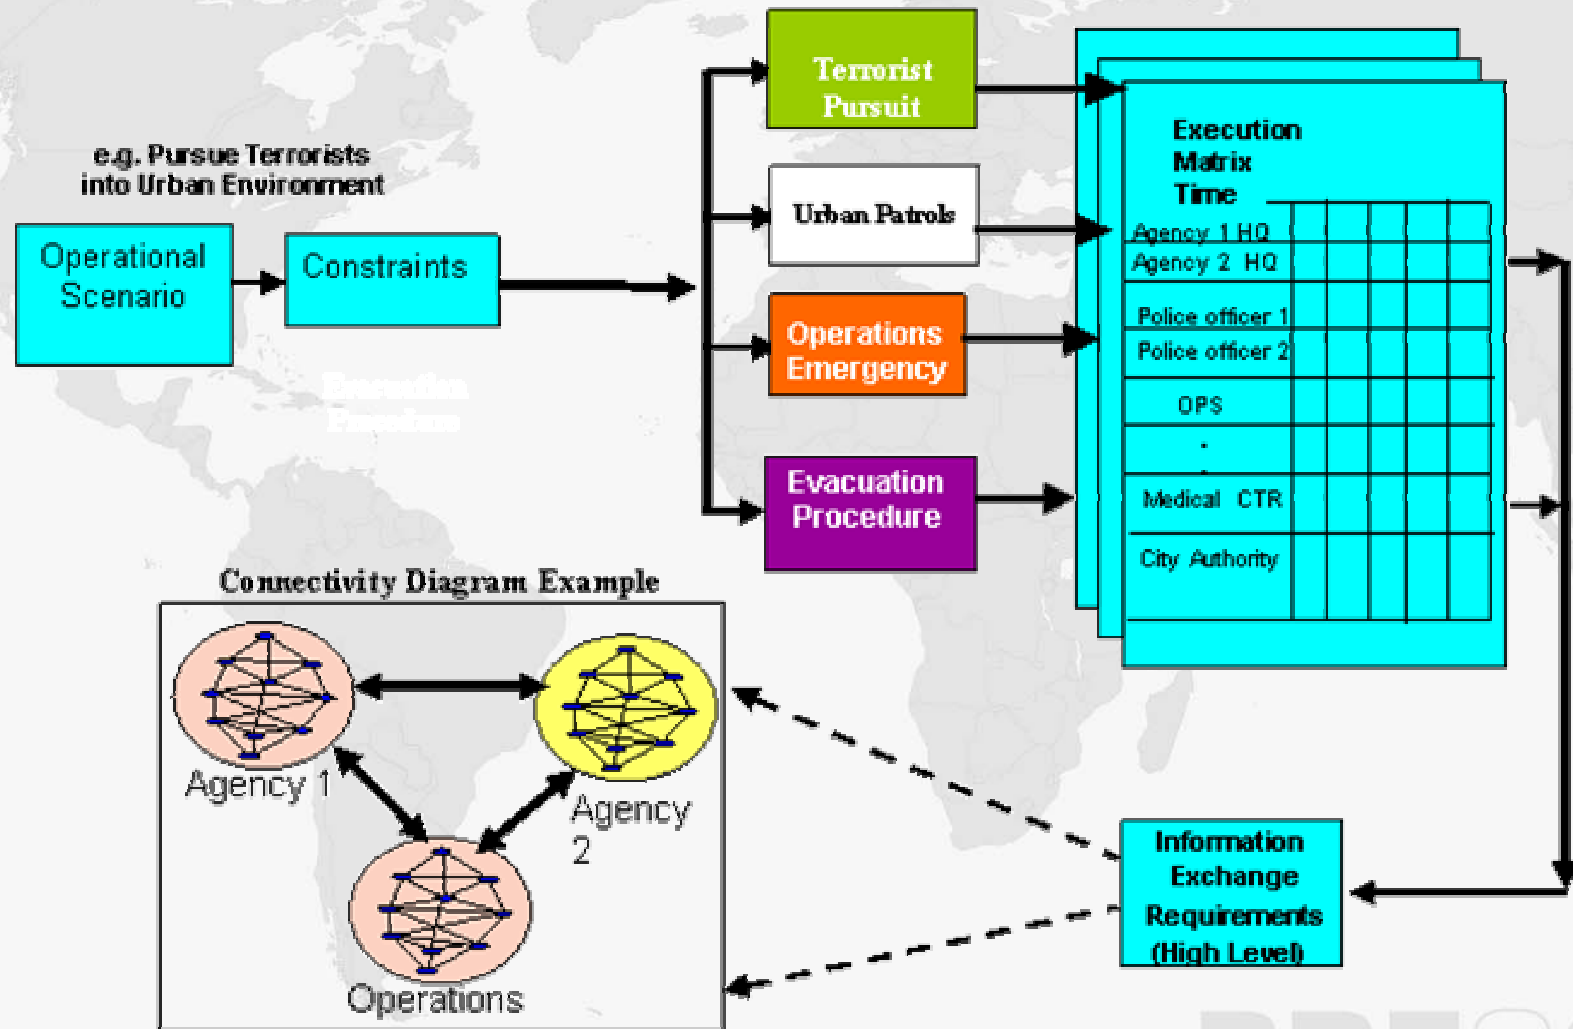 e.g. Pursue Terrorists
into Urban Environment
Operational
Scenario
Constraints
Terrorist
Pursuit
Urban Patrols
Operations
Emergency
Evacuation
Procedure
Evacuation
Procedure
Execution
Matrix
Time
Agency 1 HQ
Agency 2 HQ
Police officer 1
Police officer 2
OPS
.
.
Medical CTR
City Authority
Connectivity Diagram Example
Agency 1
Agency
2
Operations
Information
Exchange
Requirements
(High Level)